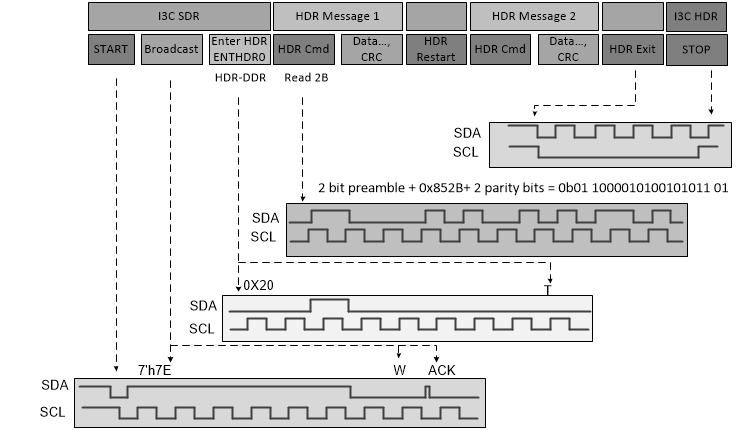 I3C SDR
HDR Message 1
HDR Message 2
I3C HDR
START
Broadcast
Enter HDR
ENTHDR0
HDR Cmd
Data...,
CRC
HDR
Restart
HDR Cmd
Data...,
CRC
HDR Exit
STOP
HDR-DDR
Read 2B
SDA
SCL
2 bit preamble + 0x852B+ 2 parity bits = 0b01 1000010100101011 01
SDA
SCL
0X20
T
SDA
SCL
7'h7E
W
ACK
SDA
SCL